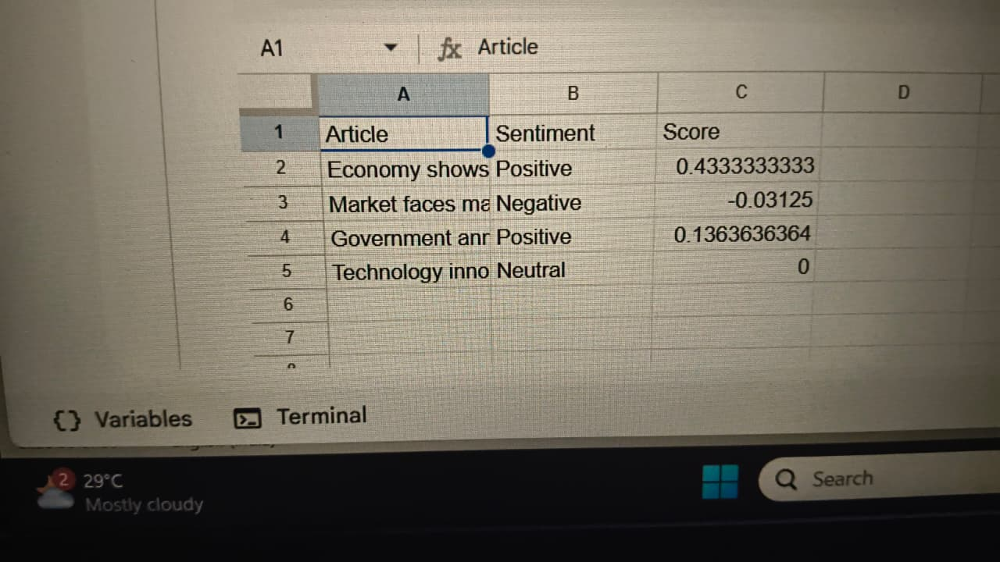 A1 fx Article
A B C D
1 Article Sentiment Score
2 Economy shows Positive 0.4333333333
3 Market faces ma Negative -0.03125
4 Government anr Positive 0.1363636364
5 Technology inno Neutral 0
6
7
{} Variables Terminal
2 29°C
Mostly cloudy
Search